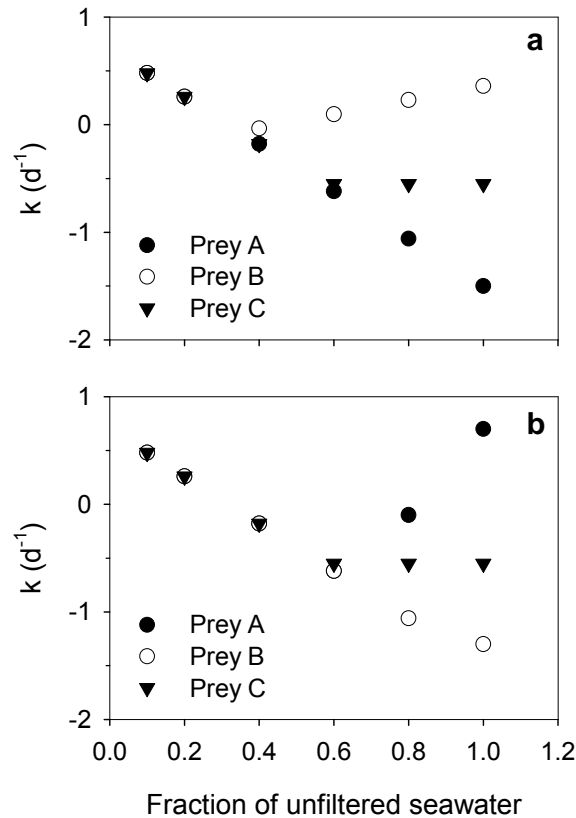 a
1
0
-1
-2
k (d-1)
Prey A
Prey B
Prey C
b
1
0
-1
-2
k (d-1)
Prey A
Prey B
Prey C
0.0 0.2 0.4 0.6 0.8 1.0 1.2
Fraction of unfiltered seawater